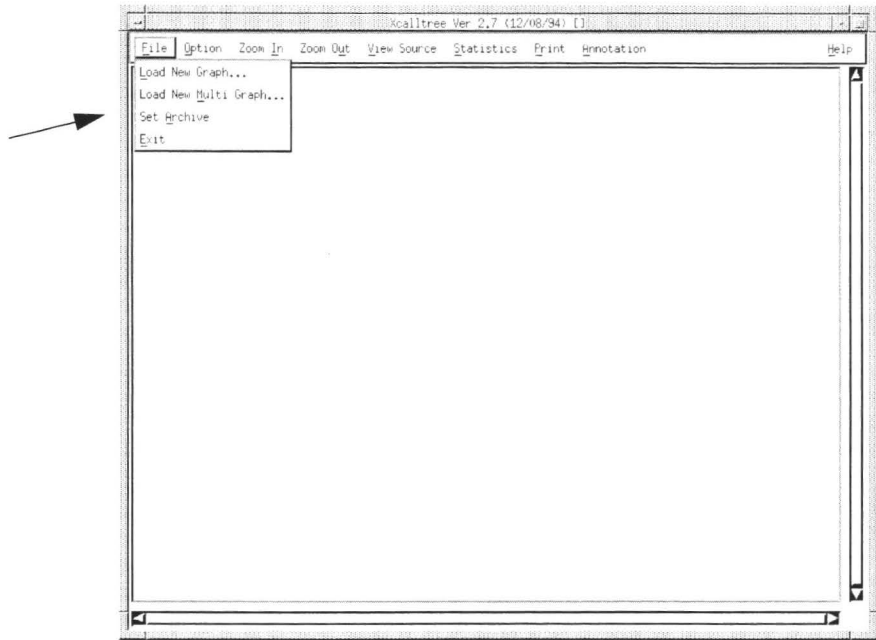 Xcalltree Ver 2.7 (12/08/94) []
File Option Zoom In Zoom Out View Source Statistics Print Annotation Help
Load New Graph...
Load New Multi Graph...
Set Archive
Exit